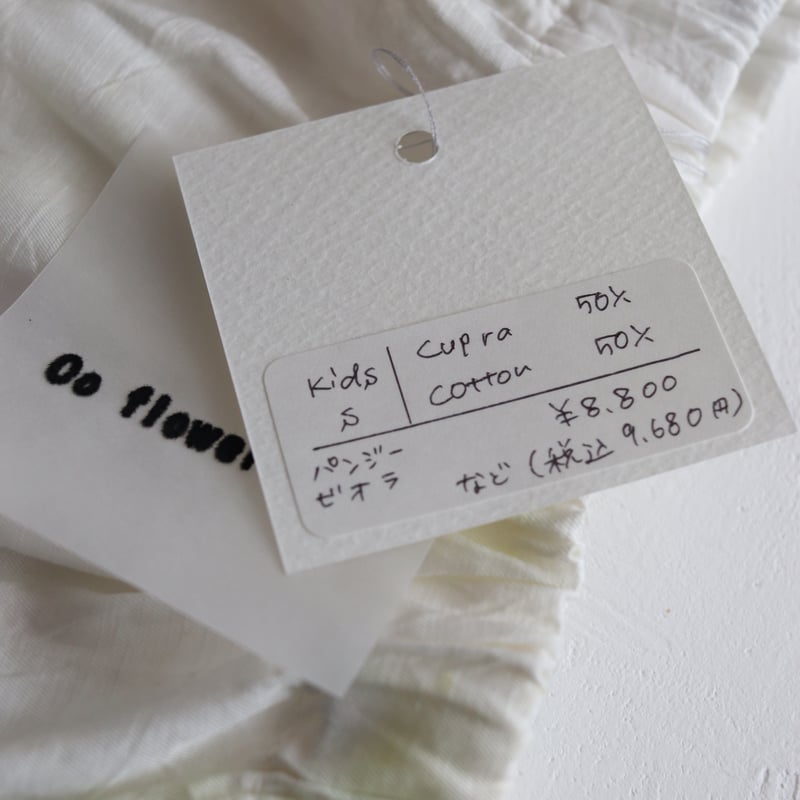 Oo flower
Kids
S
cupra 50%
cotton 50%
¥8.800
パンジー
ビオラ など (税込 9.680円)